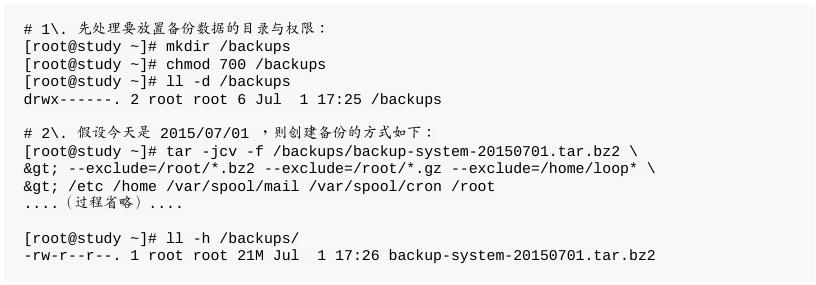 # 1\. 先处理要放置备份数据的目录与权限：
[root@study ~]# mkdir /backups
[root@study ~]# chmod 700 /backups
[root@study ~]# ll -d /backups
drwx------. 2 root root 6 Jul  1 17:25 /backups
# 2\. 假设今天是 2015/07/01 ，则创建备份的方式如下：
[root@study ~]# tar -jcv -f /backups/backup-system-20150701.tar.bz2 \
&gt; --exclude=/root/*.bz2 --exclude=/root/*.gz --exclude=/home/loop* \
&gt; /etc /home /var/spool/mail /var/spool/cron /root
....（过程省略）....
[root@study ~]# ll -h /backups/
-rw-r--r--. 1 root root 21M Jul  1 17:26 backup-system-20150701.tar.bz2